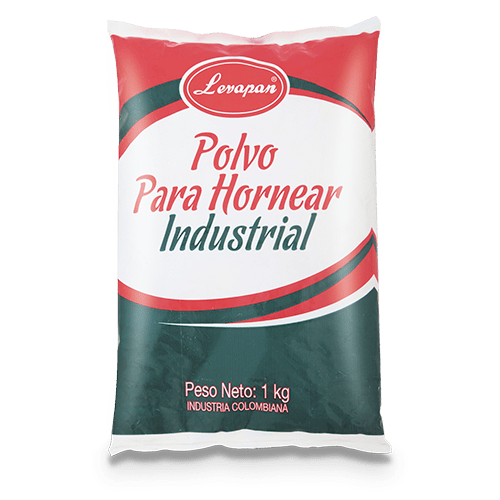 Levapan®
Polvo
Para Hornear
Industrial
Peso Neto: 1 kg
INDUSTRIA COLOMBIANA